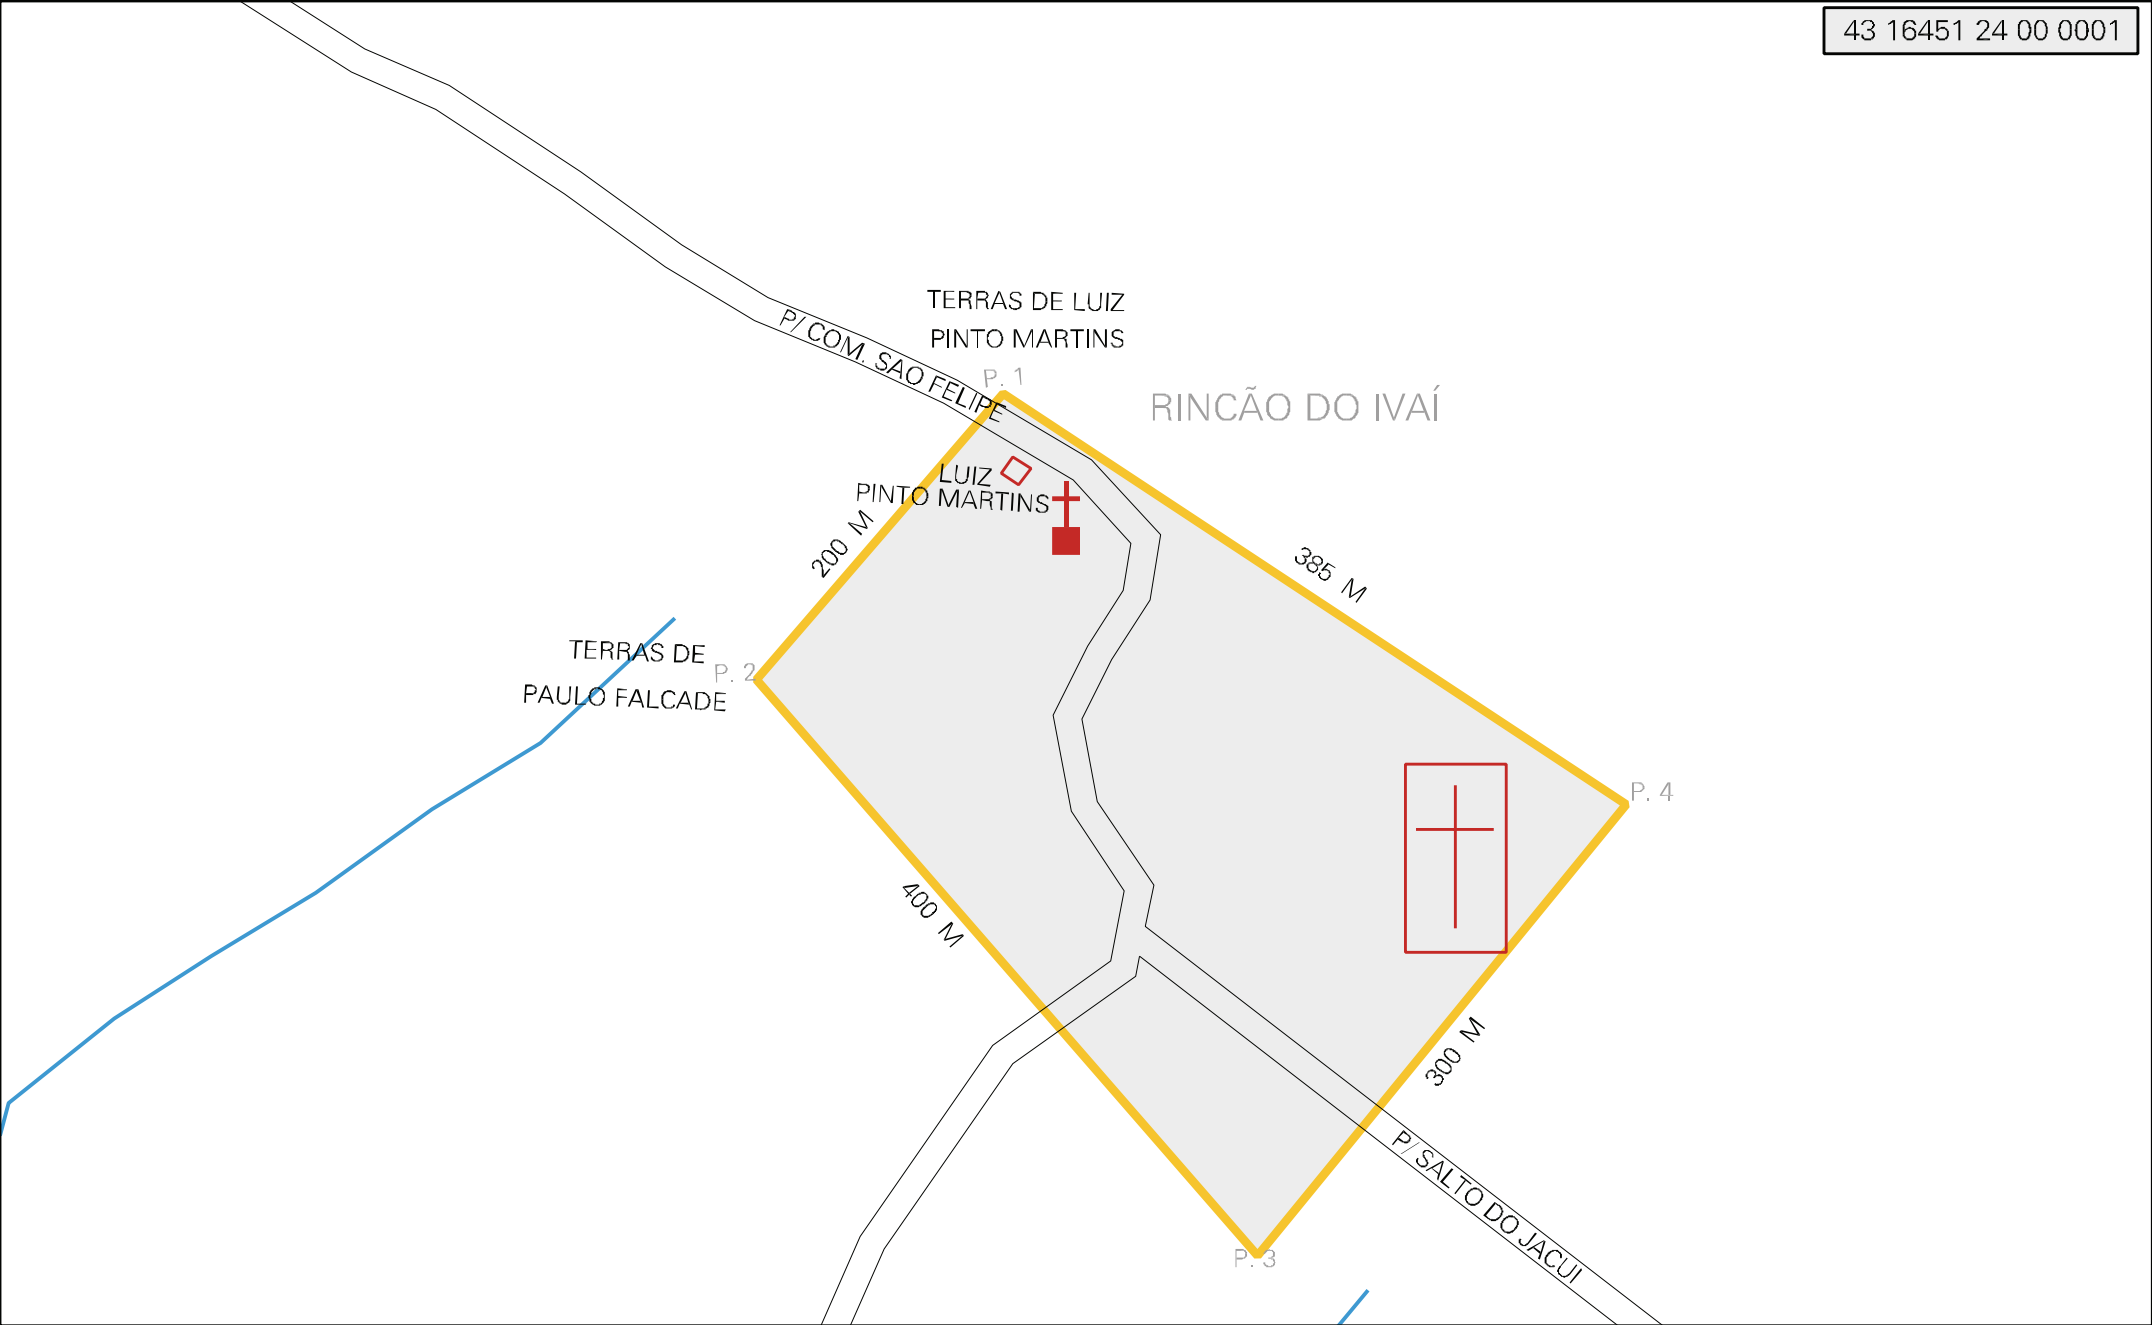 43 16451 24 00 0001
TERRAS DE LUIZ
PINTO MARTINS
P/ COM. SAO FELIPE
P. 1
RINCÃO DO IVAÍ
LUIZ
PINTO MARTINS
200 M
385 M
TERRAS DE
P. 2
PAULO FALCADE
P. 4
400 M
300 M
P/ SALTO DO JACUI
P. 3